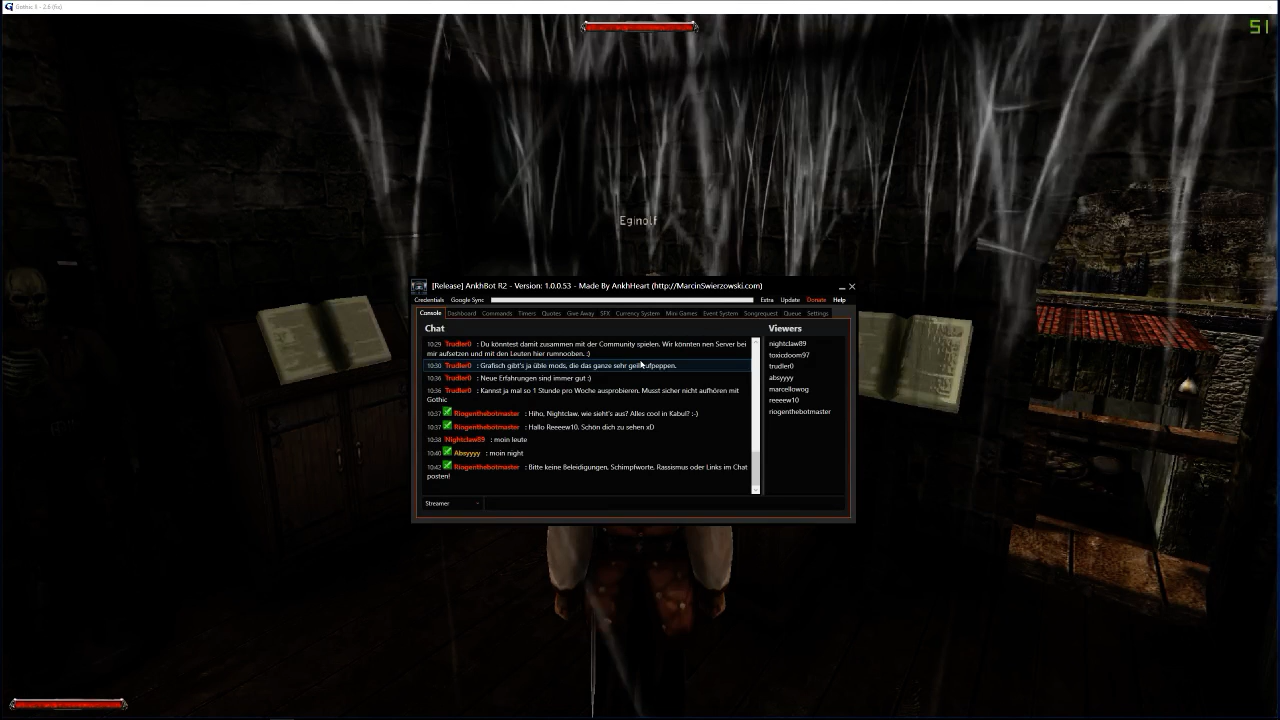 Gothic II - 2.6 (fix)
51
Eginolf
[Release] AnkhBot R2 - Version: 1.0.0.53 - Made By AnkhHeart (http://MarcinSwierzowski.com)
Credentials Google Sync Extra Update Donate Help
Console Dashboard Commands Timers Quotes Give Away SFX Currency System Mini Games Event System Songrequest Queue Settings
Chat
10:29 Trudler0 : Du könntest damit zusammen mit der Community spielen. Wir könnten nen Server bei
mir aufsetzen und mit den Leuten hier rumnooben. :)
10:30 Trudler0 : Grafisch gibt's ja üble mods, die das ganze sehr geil aufpeppen.
10:36 Trudler0 : Neue Erfahrungen sind immer gut :)
10:36 Trudler0 : Kannst ja mal so 1 Stunde pro Woche ausprobieren. Musst sicher nicht aufhören mit
Gothic
10:37 Riogenthebotmaster : Hiho, Nightclaw. wie sieht's aus? Alles cool in Kabul? :-)
10:37 Riogenthebotmaster : Hallo Reeeew10. Schön dich zu sehen xD
10:38 Nightclaw89 : moin leute
10:40 Absyyyy : moin night
10:42 Riogenthebotmaster : Bitte keine Beleidigungen, Schimpfworte, Rassismus oder Links im Chat
posten!
Streamer
Viewers
nightclaw89
toxicdoom97
trudler0
absyyyy
marcellowog
reeeew10
riogenthebotmaster